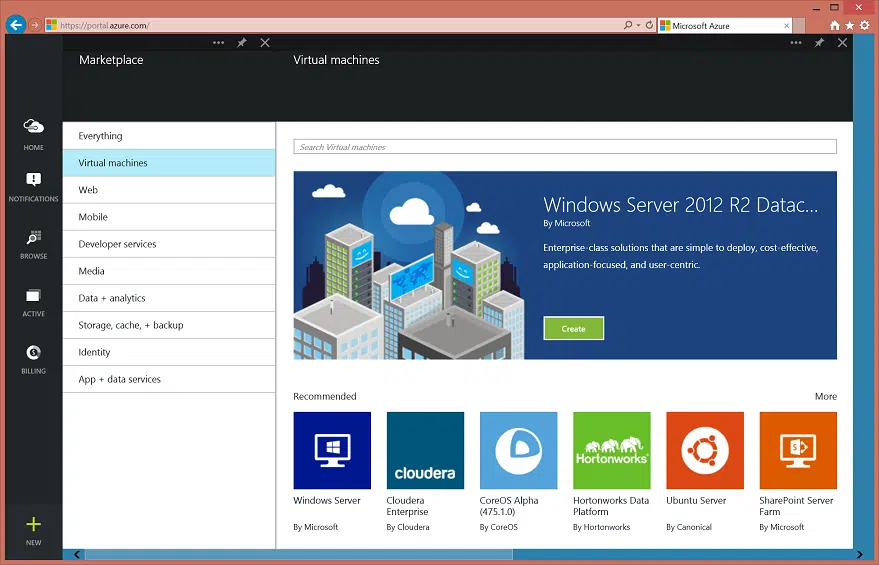 https://portal.azure.com/
Microsoft Azure
Marketplace
Virtual machines
HOME
NOTIFICATIONS
BROWSE
ACTIVE
BILLING
NEW
Everything
Virtual machines
Web
Mobile
Developer services
Media
Data + analytics
Storage, cache, + backup
Identity
App + data services
Search Virtual machines
Windows Server 2012 R2 Datac...
By Microsoft
Enterprise-class solutions that are simple to deploy, cost-effective,
application-focused, and user-centric.
Create
Recommended
More
cloudera
Hortonworks
Windows Server
By Microsoft
Cloudera
Enterprise
By Cloudera
CoreOS Alpha
(475.1.0)
By CoreOS
Hortonworks Data
Platform
By Hortonworks
Ubuntu Server
By Canonical
SharePoint Server
Farm
By Microsoft